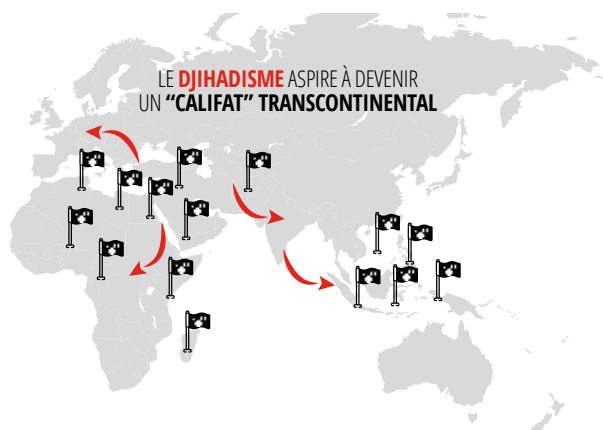 LE DJIHADISME ASPIRE À DEVENIR
UN “CALIFAT” TRANSCONTINENTAL